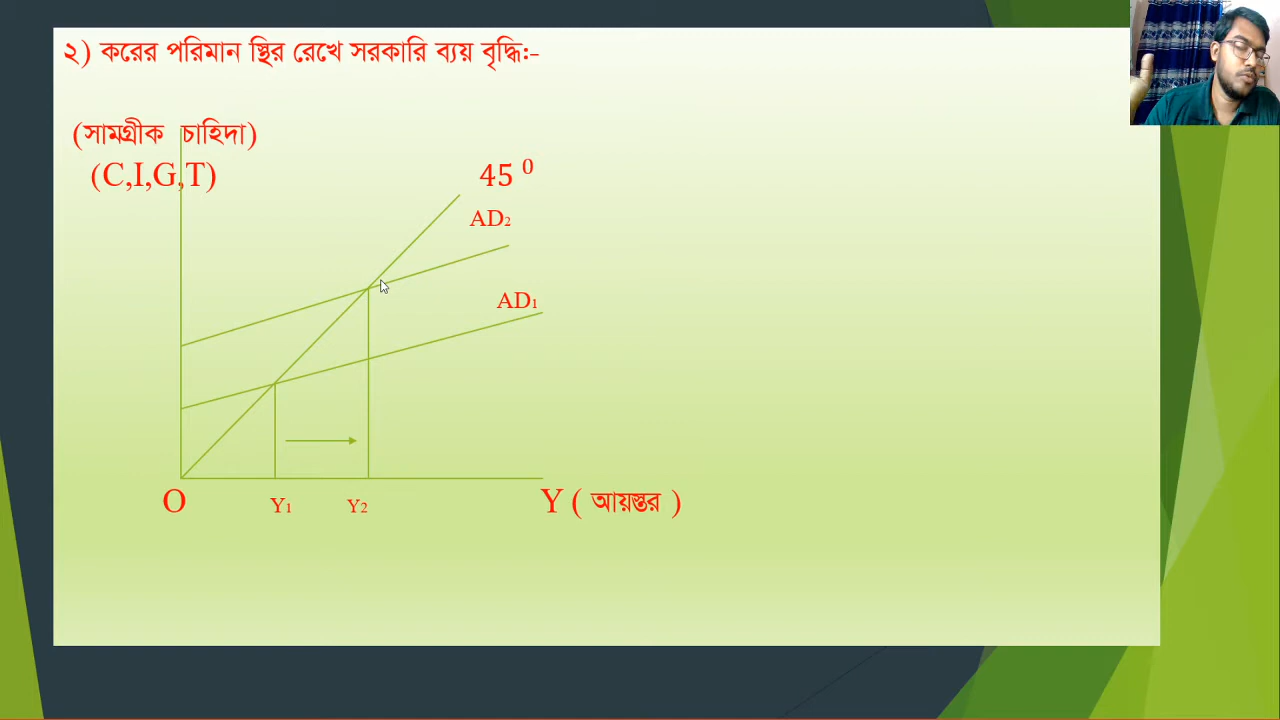 ২) করের পরিমান স্থির রেখে সরকারি ব্যয় বৃদ্ধি:-
(সামগ্রীক চাহিদা)
(C,I,G,T)
45 ⁰
AD₂
AD₁
O
Y₁
Y₂
Y ( আয়স্তর )